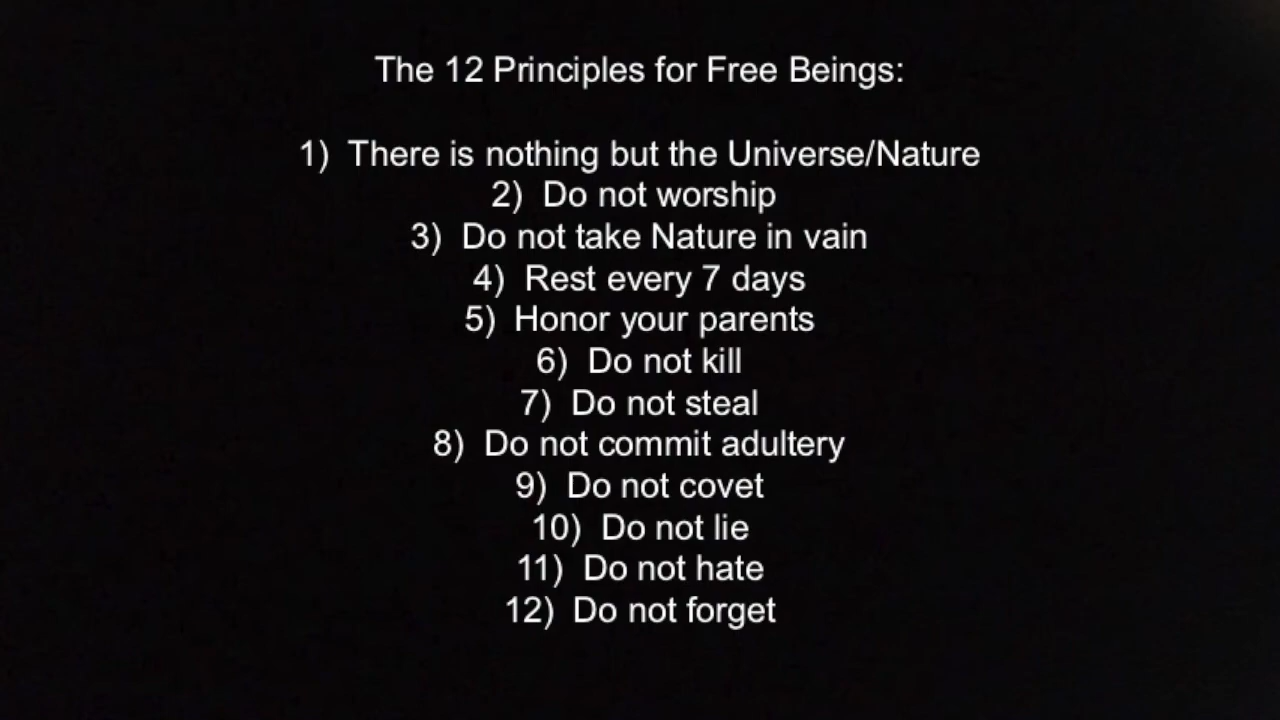 The 12 Principles for Free Beings:
1) There is nothing but the Universe/Nature
2) Do not worship
3) Do not take Nature in vain
4) Rest every 7 days
5) Honor your parents
6) Do not kill
7) Do not steal
8) Do not commit adultery
9) Do not covet
10) Do not lie
11) Do not hate
12) Do not forget